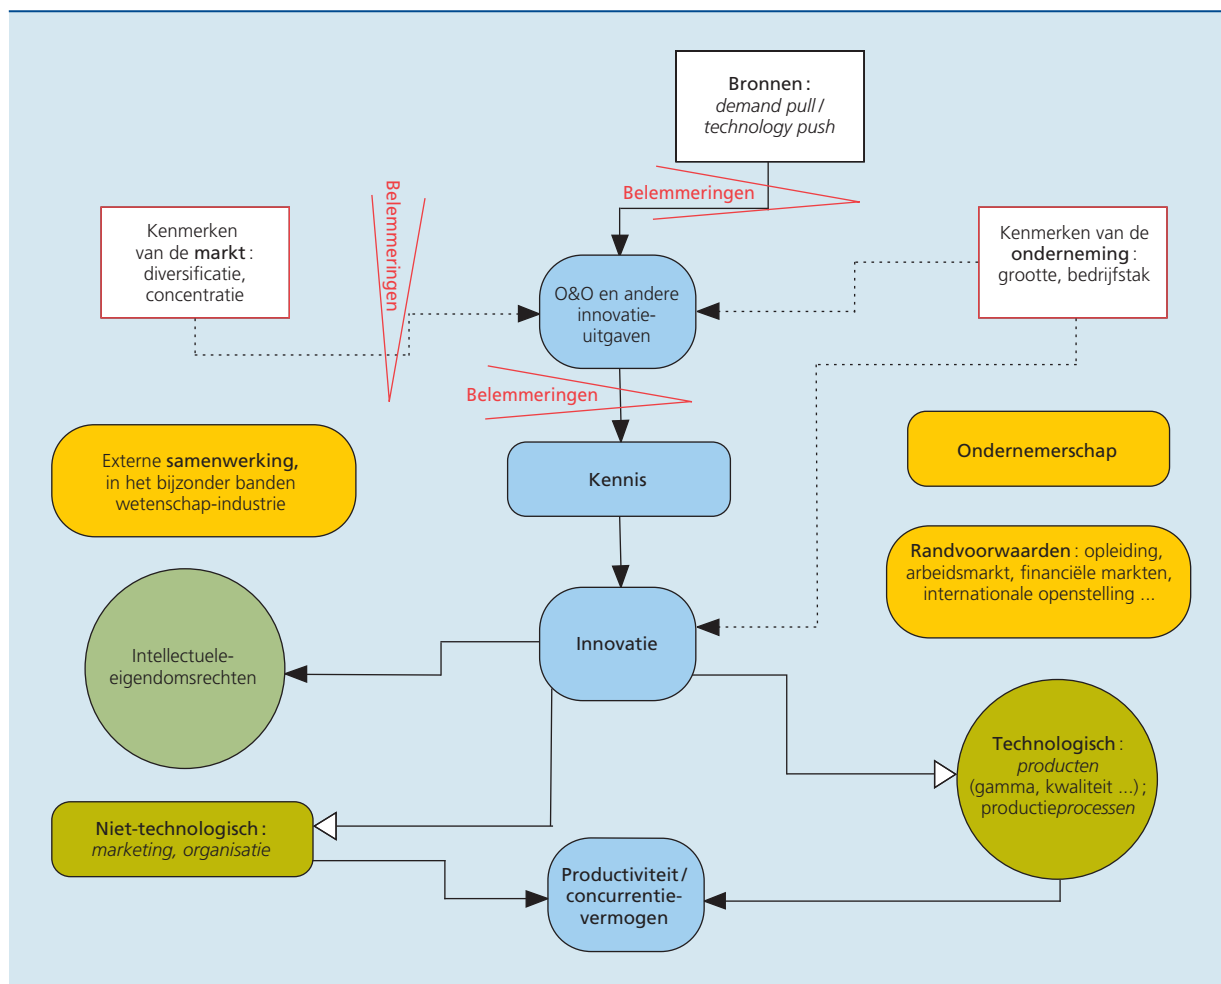 Bronnen :
demand pull /
technology push
Belemmeringen
Belemmeringen
Kenmerken
van de markt :
diversificatie,
concentratie
Kenmerken van de
onderneming :
grootte, bedrijfstak
O&O en andere
innovatie-
uitgaven
Belemmeringen
Externe samenwerking,
in het bijzonder banden
wetenschap-industrie
Kennis
Ondernemerschap
Randvoorwaarden : opleiding,
arbeidsmarkt, financiële markten,
internationale openstelling ...
Intellectuele-
eigendomsrechten
Innovatie
Technologisch :
producten
(gamma, kwaliteit ...) ;
productieprocessen
Niet-technologisch :
marketing, organisatie
Productiviteit /
concurrentie-
vermogen